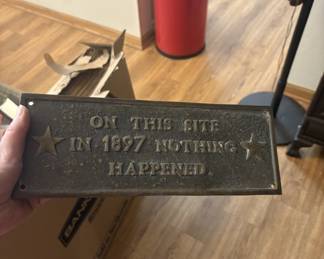 ON THIS SITE
IN 1897 NOTHING
HAPPENED.